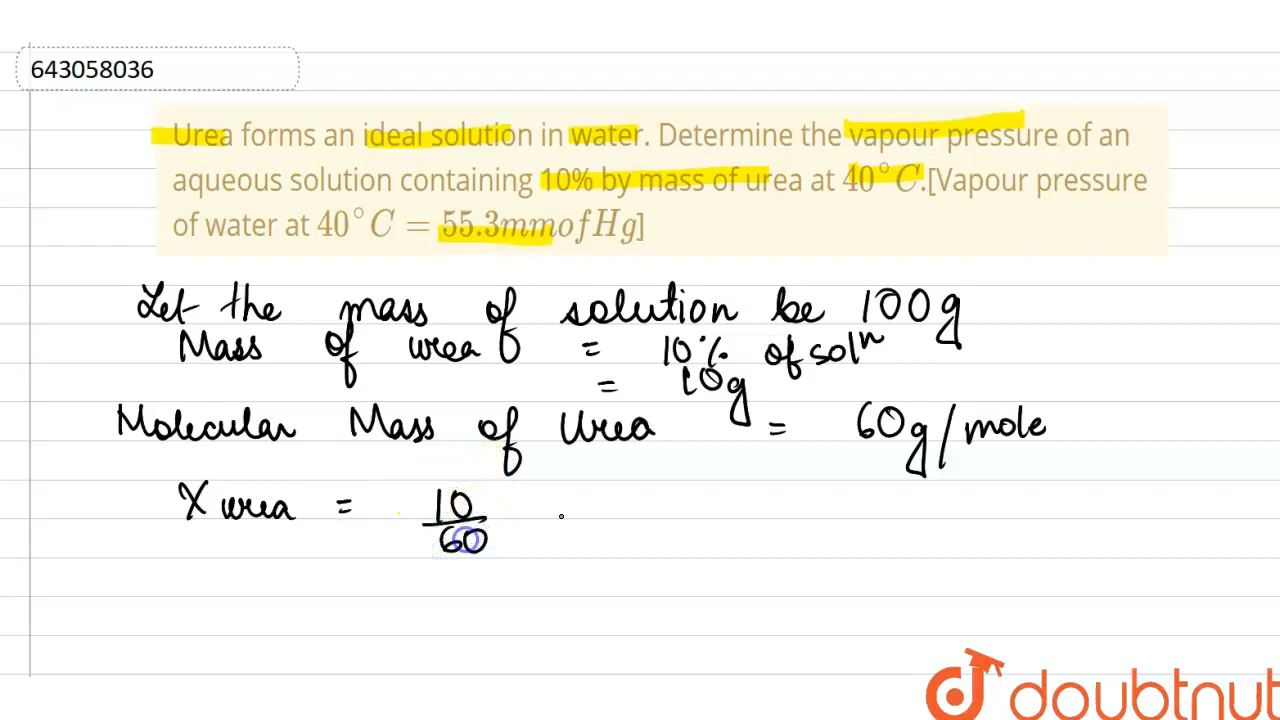 643058036
Urea forms an ideal solution in water. Determine the vapour pressure of an
aqueous solution containing 10% by mass of urea at 40°C.[Vapour pressure
of water at 40°C = 55.3mmofHg]
Let the mass of solution be 100g
Mass of urea = 10% of solⁿ
= 10g
Molecular Mass of Urea = 60g/mole
X urea = 10/60
doubtnut